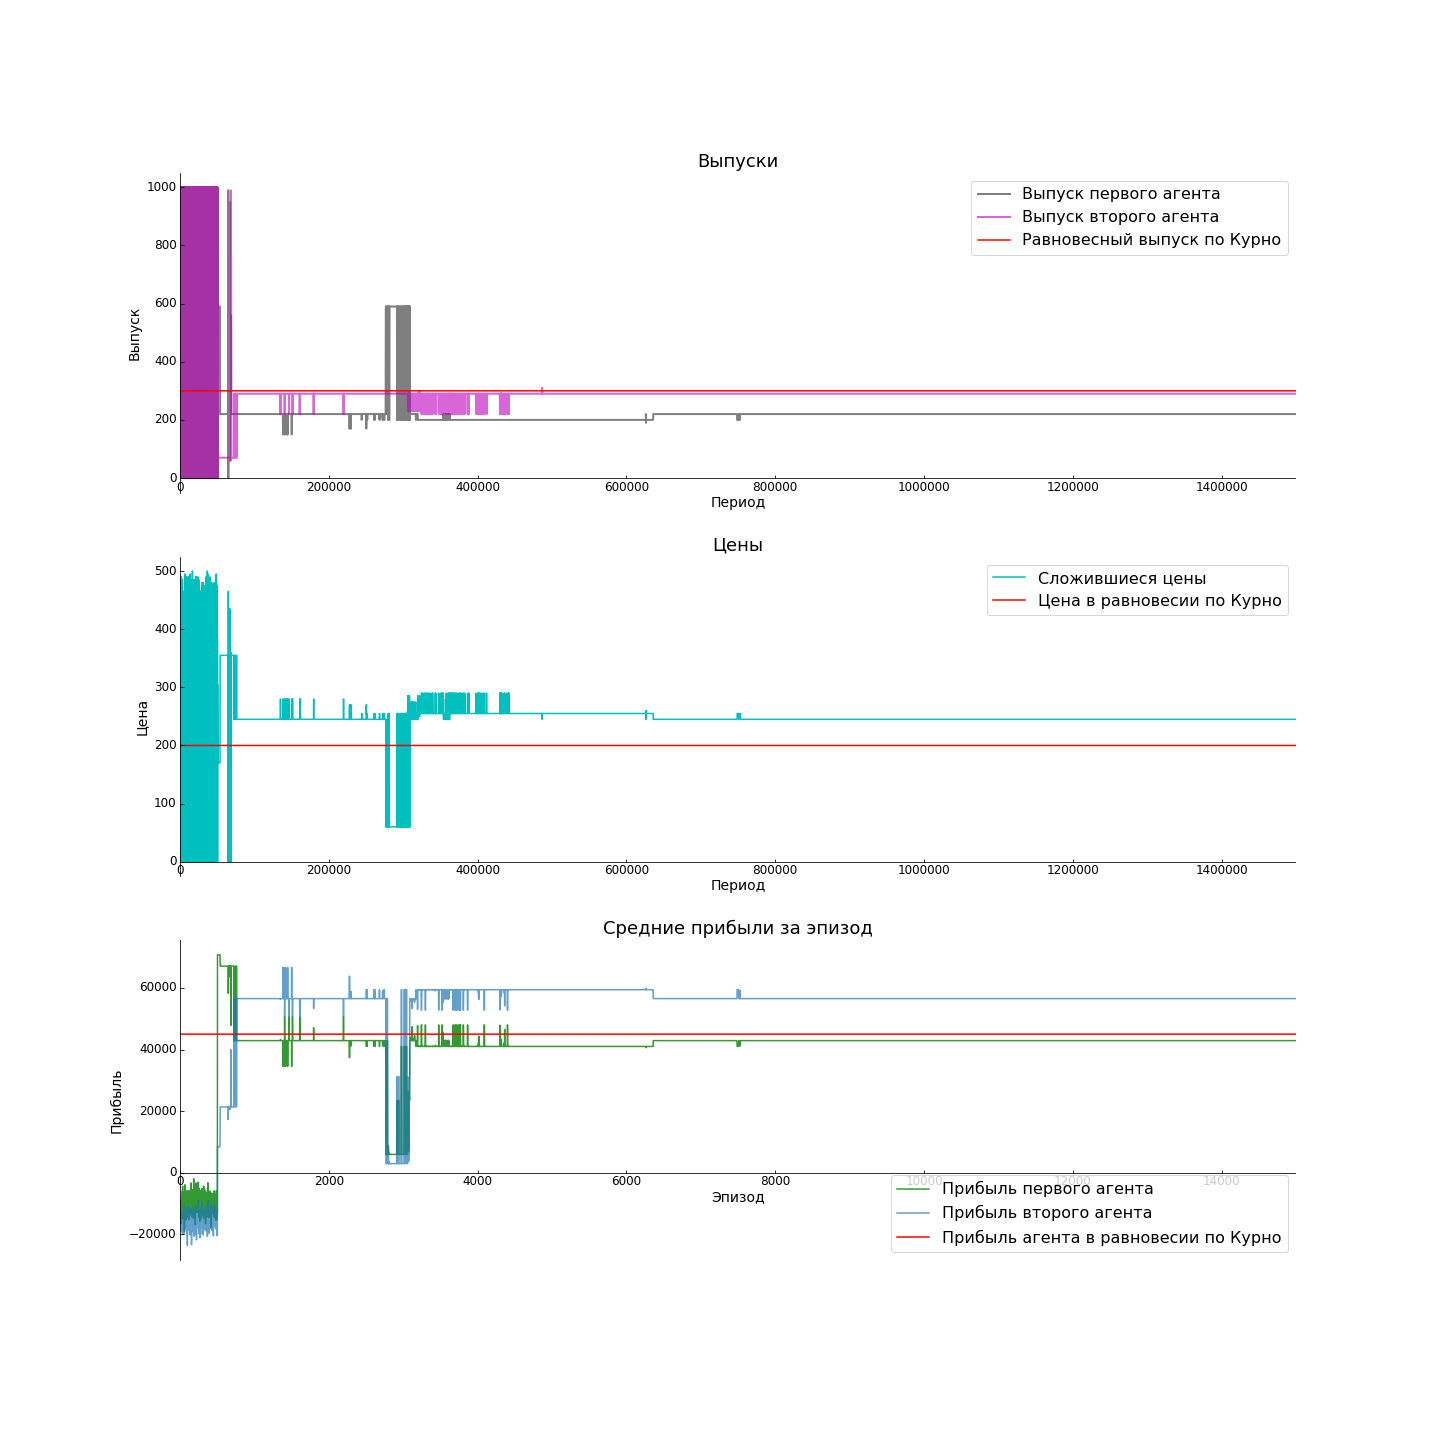 Выпуски
1000
800
600
400
200
0
Выпуск
Выпуск первого агента
Выпуск второго агента
Равновесный выпуск по Курно
0 200000 400000 600000 800000 1000000 1200000 1400000
Период
Цены
500
400
300
200
100
0
Цена
Сложившиеся цены
Цена в равновесии по Курно
0 200000 400000 600000 800000 1000000 1200000 1400000
Период
Средние прибыли за эпизод
60000
40000
20000
0
−20000
Прибыль
0 2000 4000 6000 8000 10000 12000 14000
Эпизод
Прибыль первого агента
Прибыль второго агента
Прибыль агента в равновесии по Курно